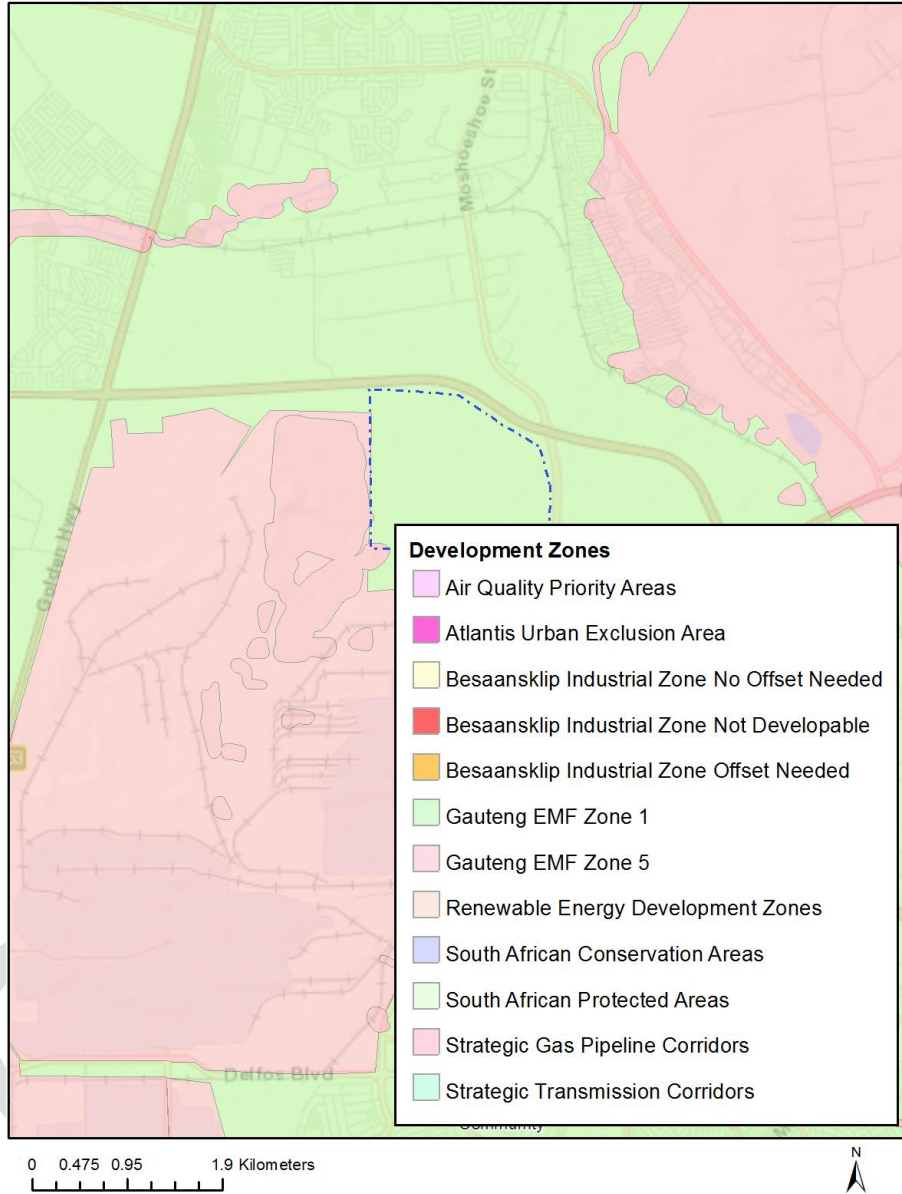 Moshoeshoe St
Golden Hwy
Development Zones
Air Quality Priority Areas
Atlantis Urban Exclusion Area
Besaansklip Industrial Zone No Offset Needed
Besaansklip Industrial Zone Not Developable
Besaansklip Industrial Zone Offset Needed
Gauteng EMF Zone 1
Gauteng EMF Zone 5
Renewable Energy Development Zones
South African Conservation Areas
South African Protected Areas
Strategic Gas Pipeline Corridors
Strategic Transmission Corridors
Delfos Blvd
0 0.475 0.95 1.9 Kilometers
N